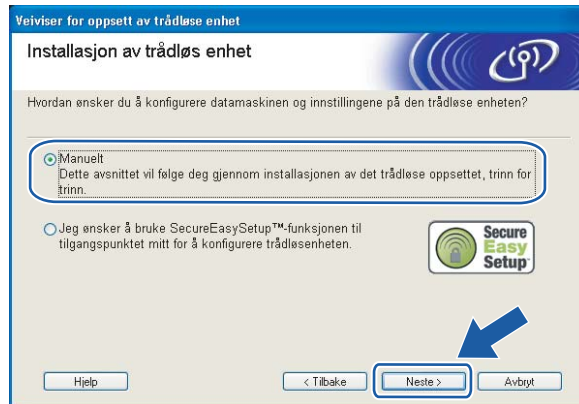 Veiviser for oppsett av trådløse enhet
Installasjon av trådløs enhet
Hvordan ønsker du å konfigurere datamaskinen og innstillingene på den trådløse enheten?
Manuelt
Dette avsnittet vil følge deg gjennom installasjonen av det trådløse oppsettet, trinn for
trinn.
Jeg ønsker å bruke SecureEasySetup™-funksjonen til
tilgangspunktet mitt for å konfigurere trådløsenheten.
Secure
Easy
Setup
Hjelp
< Tilbake
Neste >
Avbryt